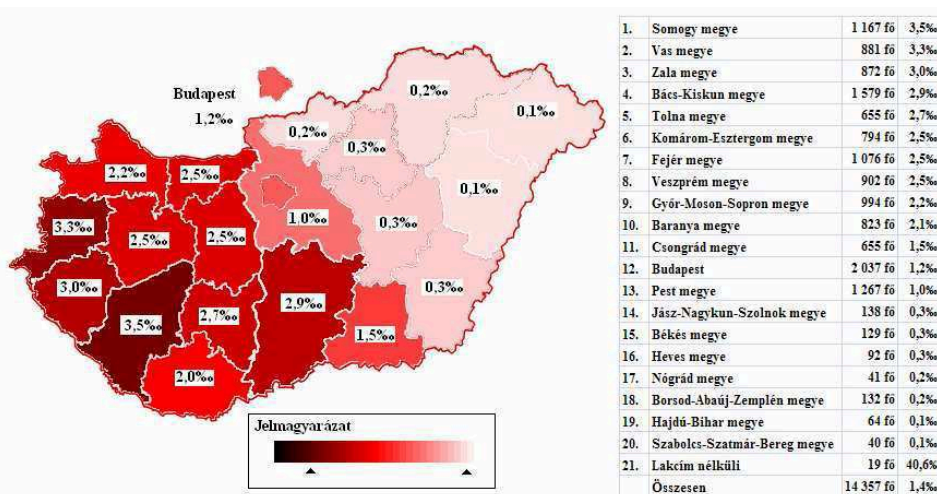 Budapest
1,2‰
0,2‰
0,1‰
0,2‰
0,3‰
2,2‰
2,5‰
0,1‰
1,0‰
0,3‰
3,3‰
2,5‰
2,5‰
3,0‰
2,9‰
0,3‰
3,5‰
2,7‰
1,5‰
2,0‰
Jelmagyarázat
1. Somogy megye 1 167 fő 3,5‰
2. Vas megye 881 fő 3,3‰
3. Zala megye 872 fő 3,0‰
4. Bács-Kiskun megye 1 579 fő 2,9‰
5. Tolna megye 655 fő 2,7‰
6. Komárom-Esztergom megye 794 fő 2,5‰
7. Fejér megye 1 076 fő 2,5‰
8. Veszprém megye 902 fő 2,5‰
9. Győr-Moson-Sopron megye 994 fő 2,2‰
10. Baranya megye 823 fő 2,1‰
11. Csongrád megye 655 fő 1,5‰
12. Budapest 2 037 fő 1,2‰
13. Pest megye 1 267 fő 1,0‰
14. Jász-Nagykun-Szolnok megye 138 fő 0,3‰
15. Békés megye 129 fő 0,3‰
16. Heves megye 92 fő 0,3‰
17. Nógrád megye 41 fő 0,2‰
18. Borsod-Abaúj-Zemplén megye 132 fő 0,2‰
19. Hajdú-Bihar megye 64 fő 0,1‰
20. Szabolcs-Szatmár-Bereg megye 40 fő 0,1‰
21. Lakcím nélküli 19 fő 40,6‰
Összesen 14 357 fő 1,4‰